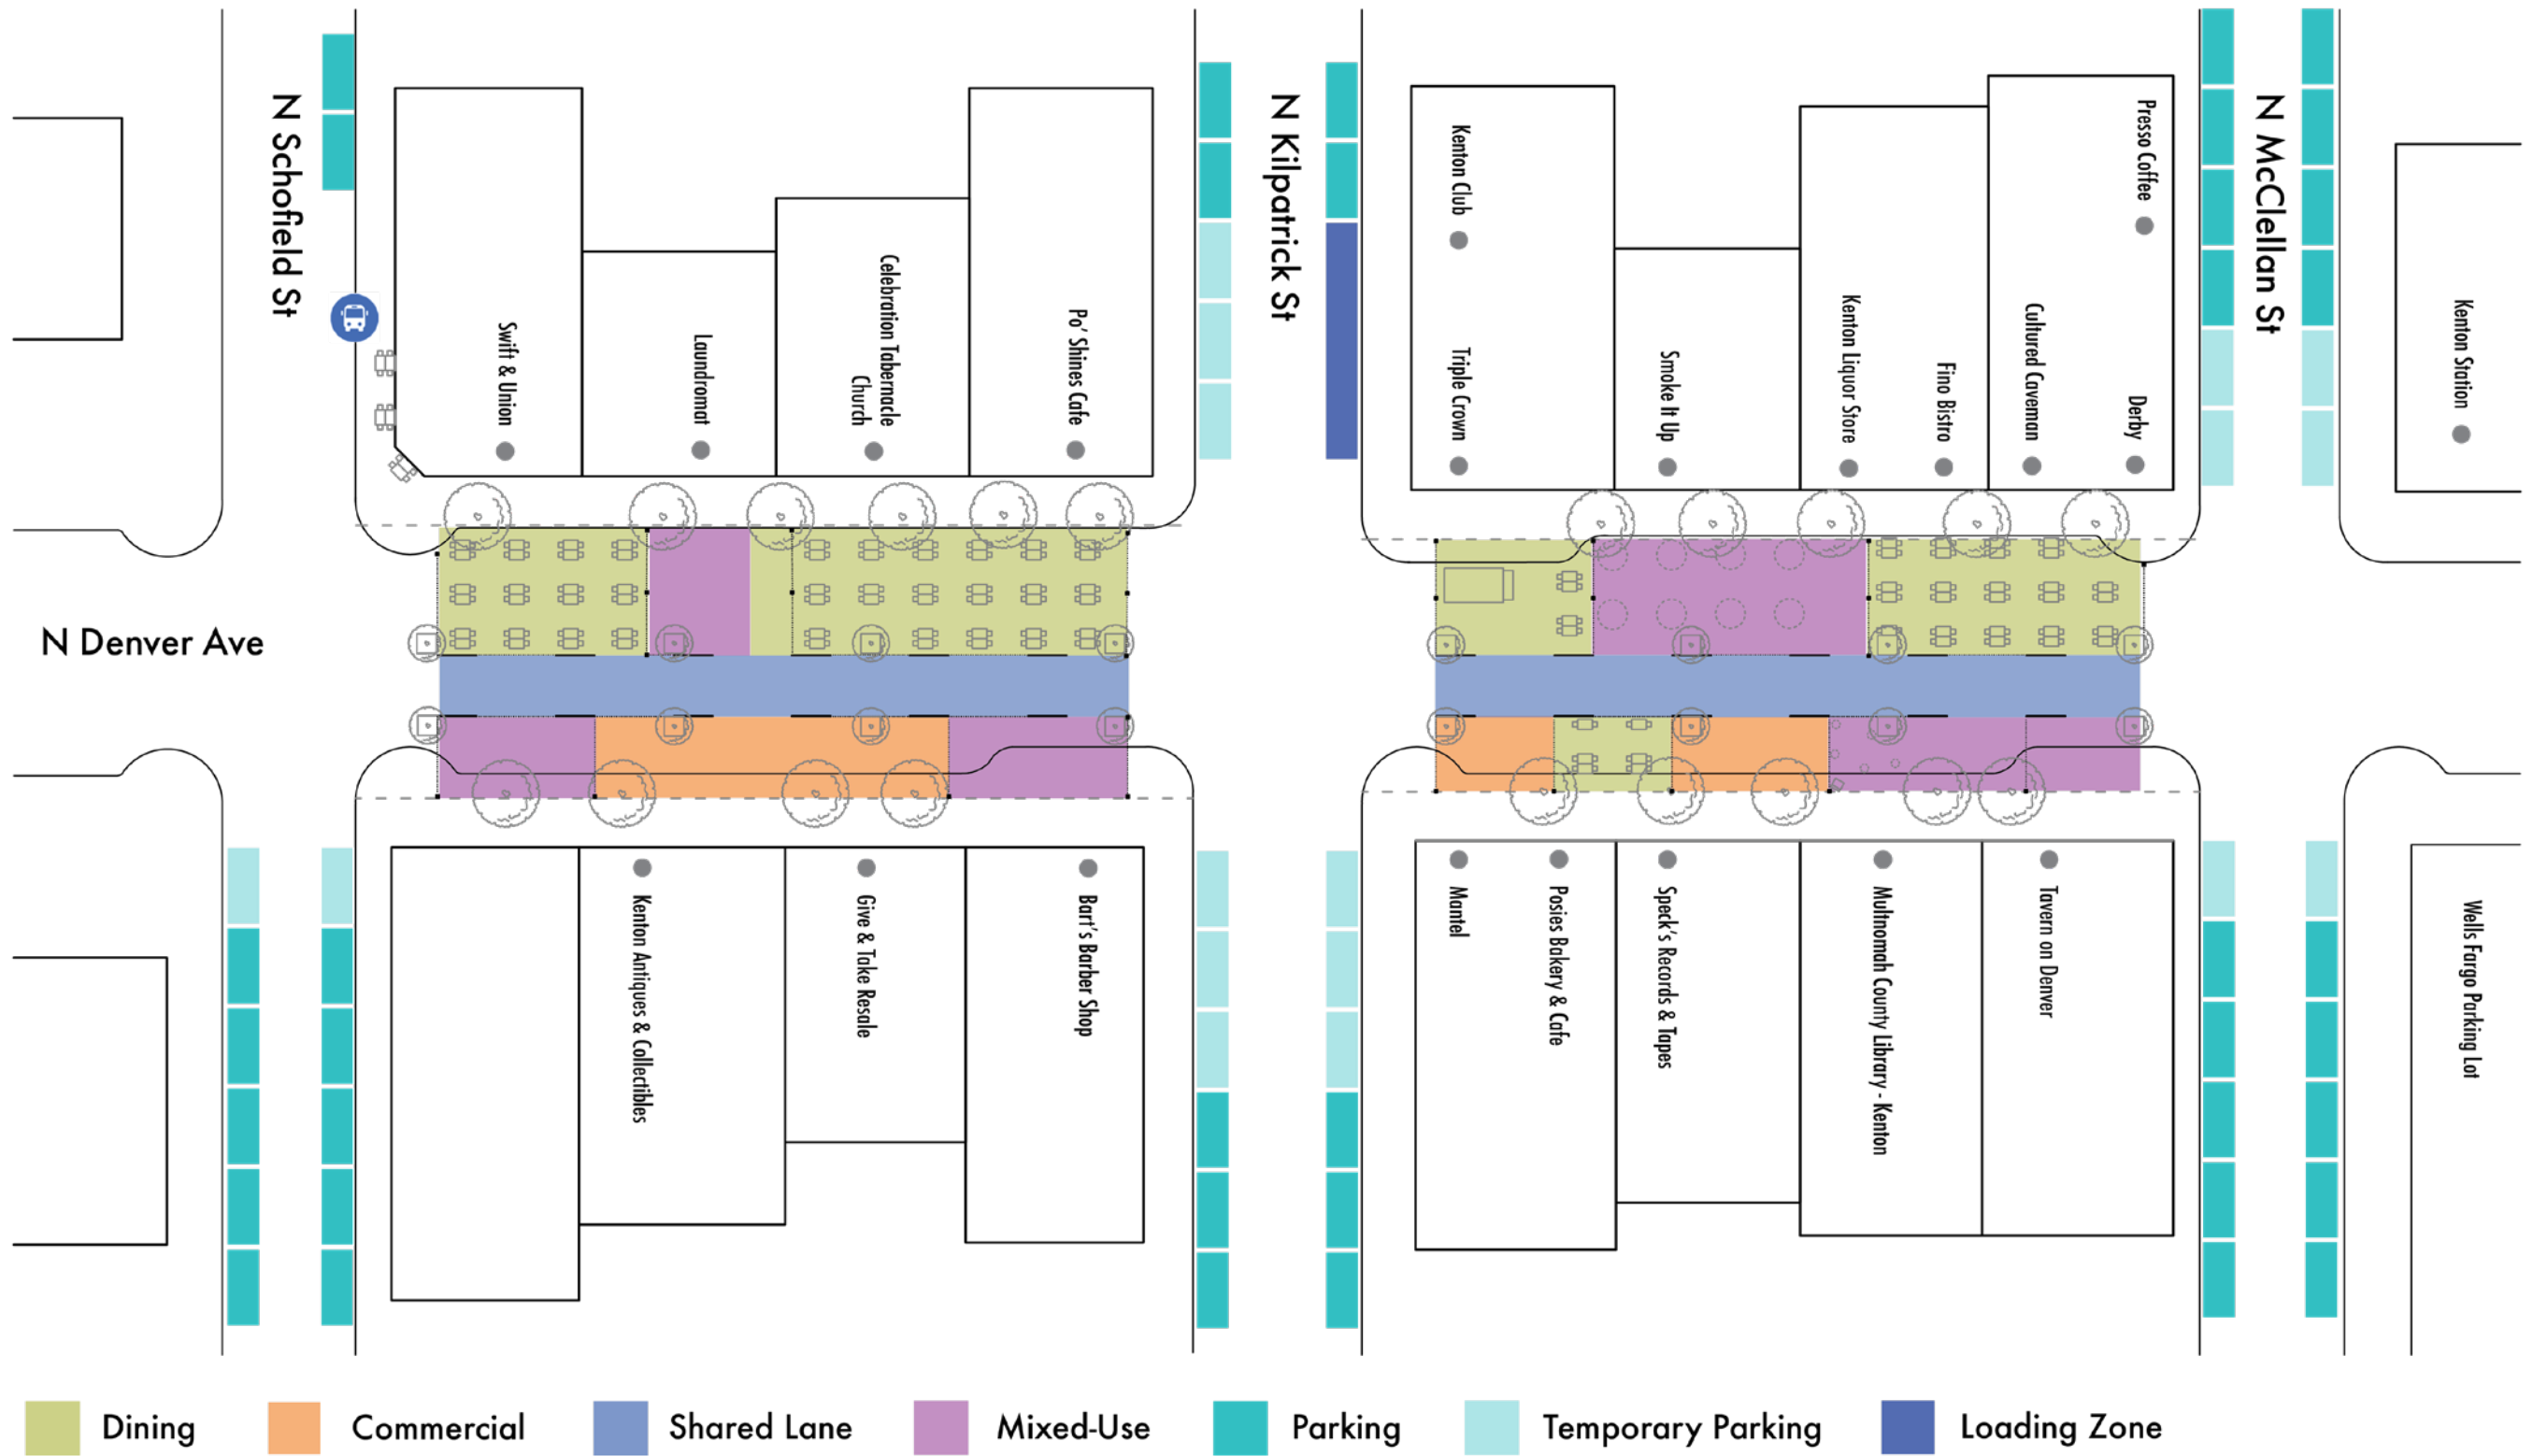 N Schofield St
N Kilpatrick St
N McClellan St
Swift & Union
Laundromat
Celebration Tabernacle
Church
Po' Shines Cafe
Kenton Club
Triple Crown
Smoke It Up
Kenton Liquor Store
Fino Bistro
Cultured Caveman
Presso Coffee
Derby
Kenton Station
N Denver Ave
Kenton Antiques & Collectibles
Give & Take Resale
Bart's Barber Shop
Mantel
Posies Bakery & Cafe
Speck's Records & Tapes
Multnomah County Library - Kenton
Tavern on Denver
Wells Fargo Parking Lot
Dining
Commercial
Shared Lane
Mixed-Use
Parking
Temporary Parking
Loading Zone